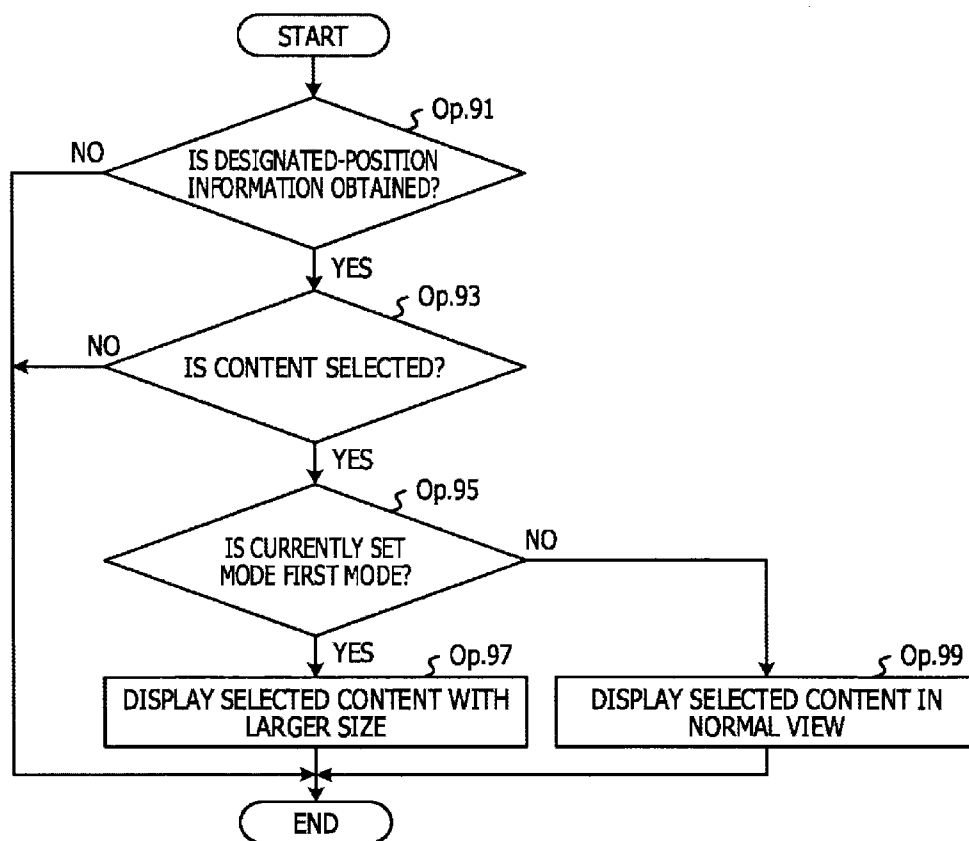 START
Op.91
NO
IS DESIGNATED-POSITION
INFORMATION OBTAINED?
YES
Op.93
NO
IS CONTENT SELECTED?
YES
Op.95
IS CURRENTLY SET
MODE FIRST MODE?
NO
YES
Op.97
Op.99
DISPLAY SELECTED CONTENT WITH
LARGER SIZE
DISPLAY SELECTED CONTENT IN
NORMAL VIEW
END